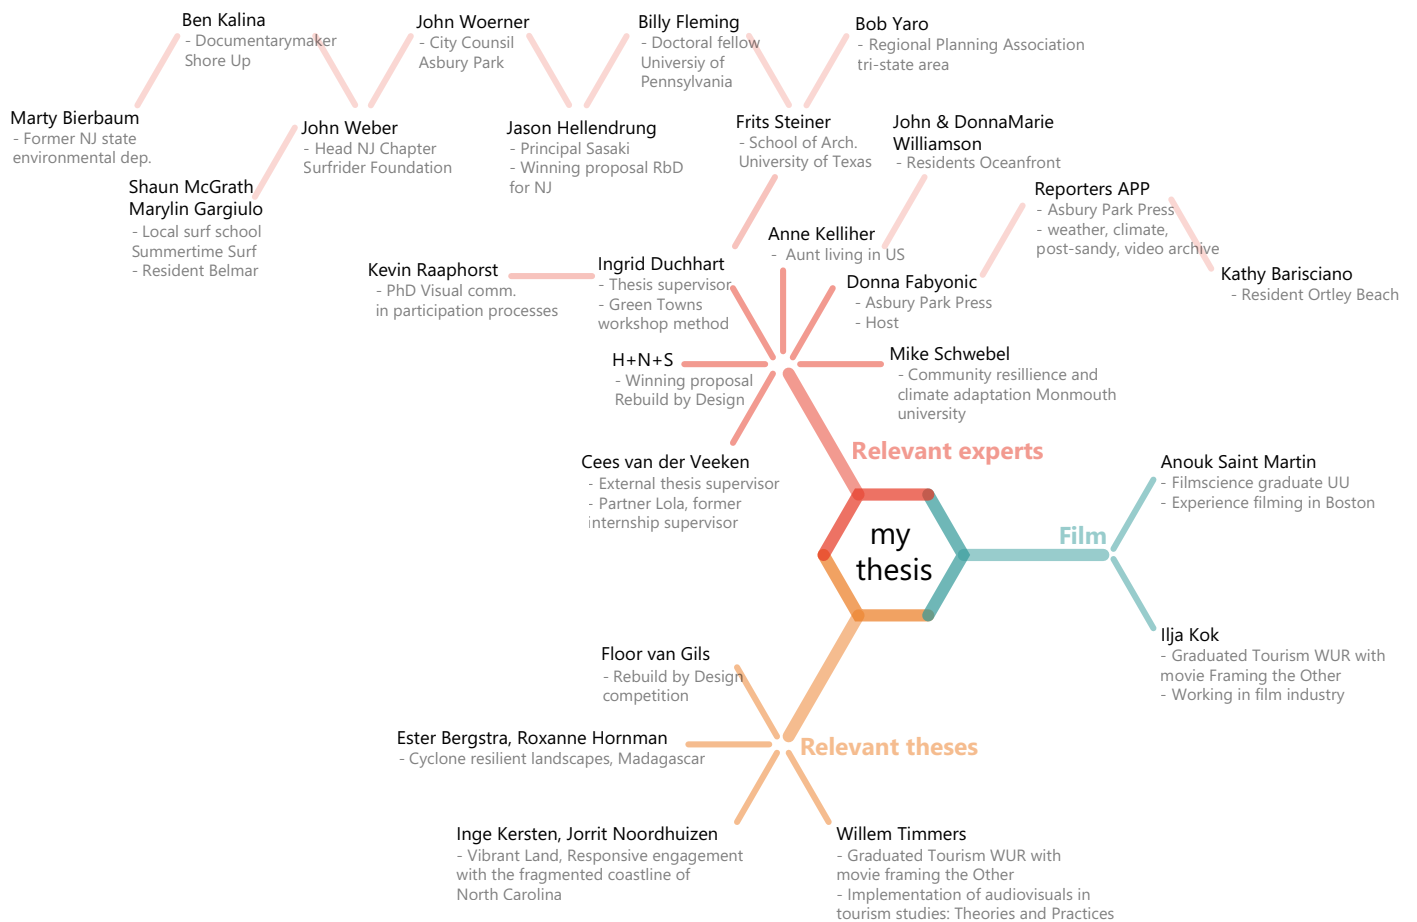 Ben Kalina
- Documentarymaker
Shore Up
John Woerner
- City Counsil
Asbury Park
Billy Fleming
- Doctoral fellow
Universiy of
Pennsylvania
Bob Yaro
- Regional Planning Association
tri-state area
Marty Bierbaum
- Former NJ state
environmental dep.
John Weber
- Head NJ Chapter
Surfrider Foundation
Jason Hellendrung
- Principal Sasaki
- Winning proposal RbD
for NJ
Frits Steiner
- School of Arch.
University of Texas
John & DonnaMarie
Williamson
- Residents Oceanfront
Shaun McGrath
Marylin Gargiulo
- Local surf school
Summertime Surf
- Resident Belmar
Reporters APP
- Asbury Park Press
- weather, climate,
post-sandy, video archive
Kathy Barisciano
- Resident Ortley Beach
Kevin Raaphorst
- PhD Visual comm.
in participation processes
Ingrid Duchhart
- Thesis supervisor
- Green Towns
workshop method
Anne Kelliher
- Aunt living in US
Donna Fabyonic
- Asbury Park Press
- Host
H+N+S
- Winning proposal
Rebuild by Design
Mike Schwebel
- Community resillience and
climate adaptation Monmouth
university
Cees van der Veeken
- External thesis supervisor
- Partner Lola, former
internship supervisor
Relevant experts
my
thesis
Film
Anouk Saint Martin
- Filmscience graduate UU
- Experience filming in Boston
Ilja Kok
- Graduated Tourism WUR with
movie Framing the Other
- Working in film industry
Floor van Gils
- Rebuild by Design
competition
Ester Bergstra, Roxanne Hornman
- Cyclone resilient landscapes, Madagascar
Relevant theses
Inge Kersten, Jorrit Noordhuizen
- Vibrant Land, Responsive engagement
with the fragmented coastline of
North Carolina
Willem Timmers
- Graduated Tourism WUR with
movie framing the Other
- Implementation of audiovisuals in
tourism studies: Theories and Practices